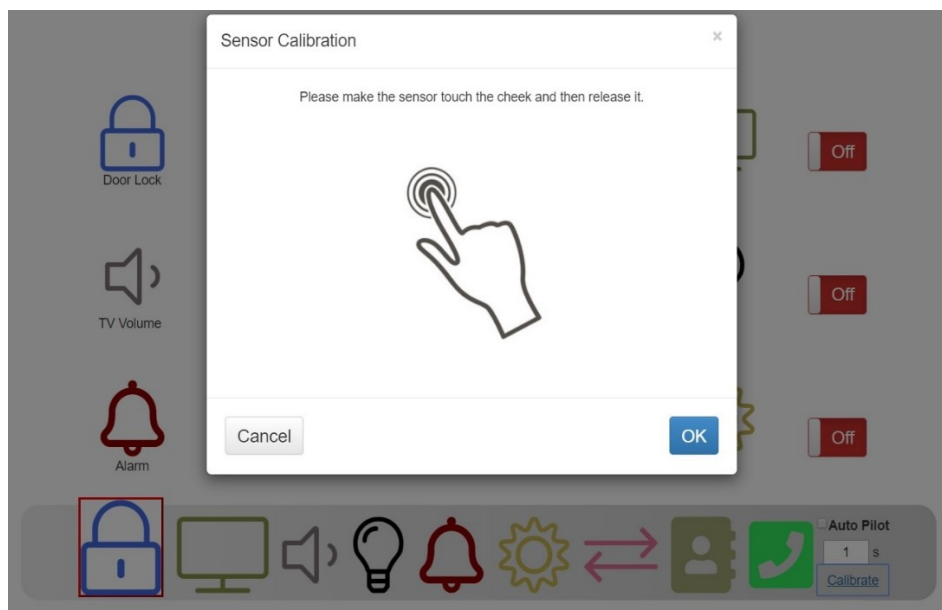 Sensor Calibration
×
Please make the sensor touch the cheek and then release it.
Door Lock
Off
TV Volume
Off
Cancel
OK
Alarm
Off
Auto Pilot
1 s
Calibrate